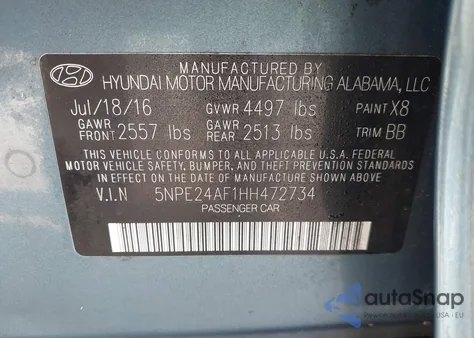 MANUFACTURED BY
HYUNDAI MOTOR MANUFACTURING ALABAMA, LLC
Jul/18/16 GVWR 4497 lbs PAINT X8
GAWR FRONT 2557 lbs GAWR REAR 2513 lbs TRIM BB
THIS VEHICLE CONFORMS TO ALL APPLICABLE U.S.A. FEDERAL
MOTOR VEHICLE SAFETY, BUMPER, AND THEFT PREVENTION
STANDARDS IN EFFECT ON THE DATE OF MANUFACTURE SHOWN ABOVE.
V.I.N 5NPE24AF1HH472734
PASSENGER CAR
autoSnap